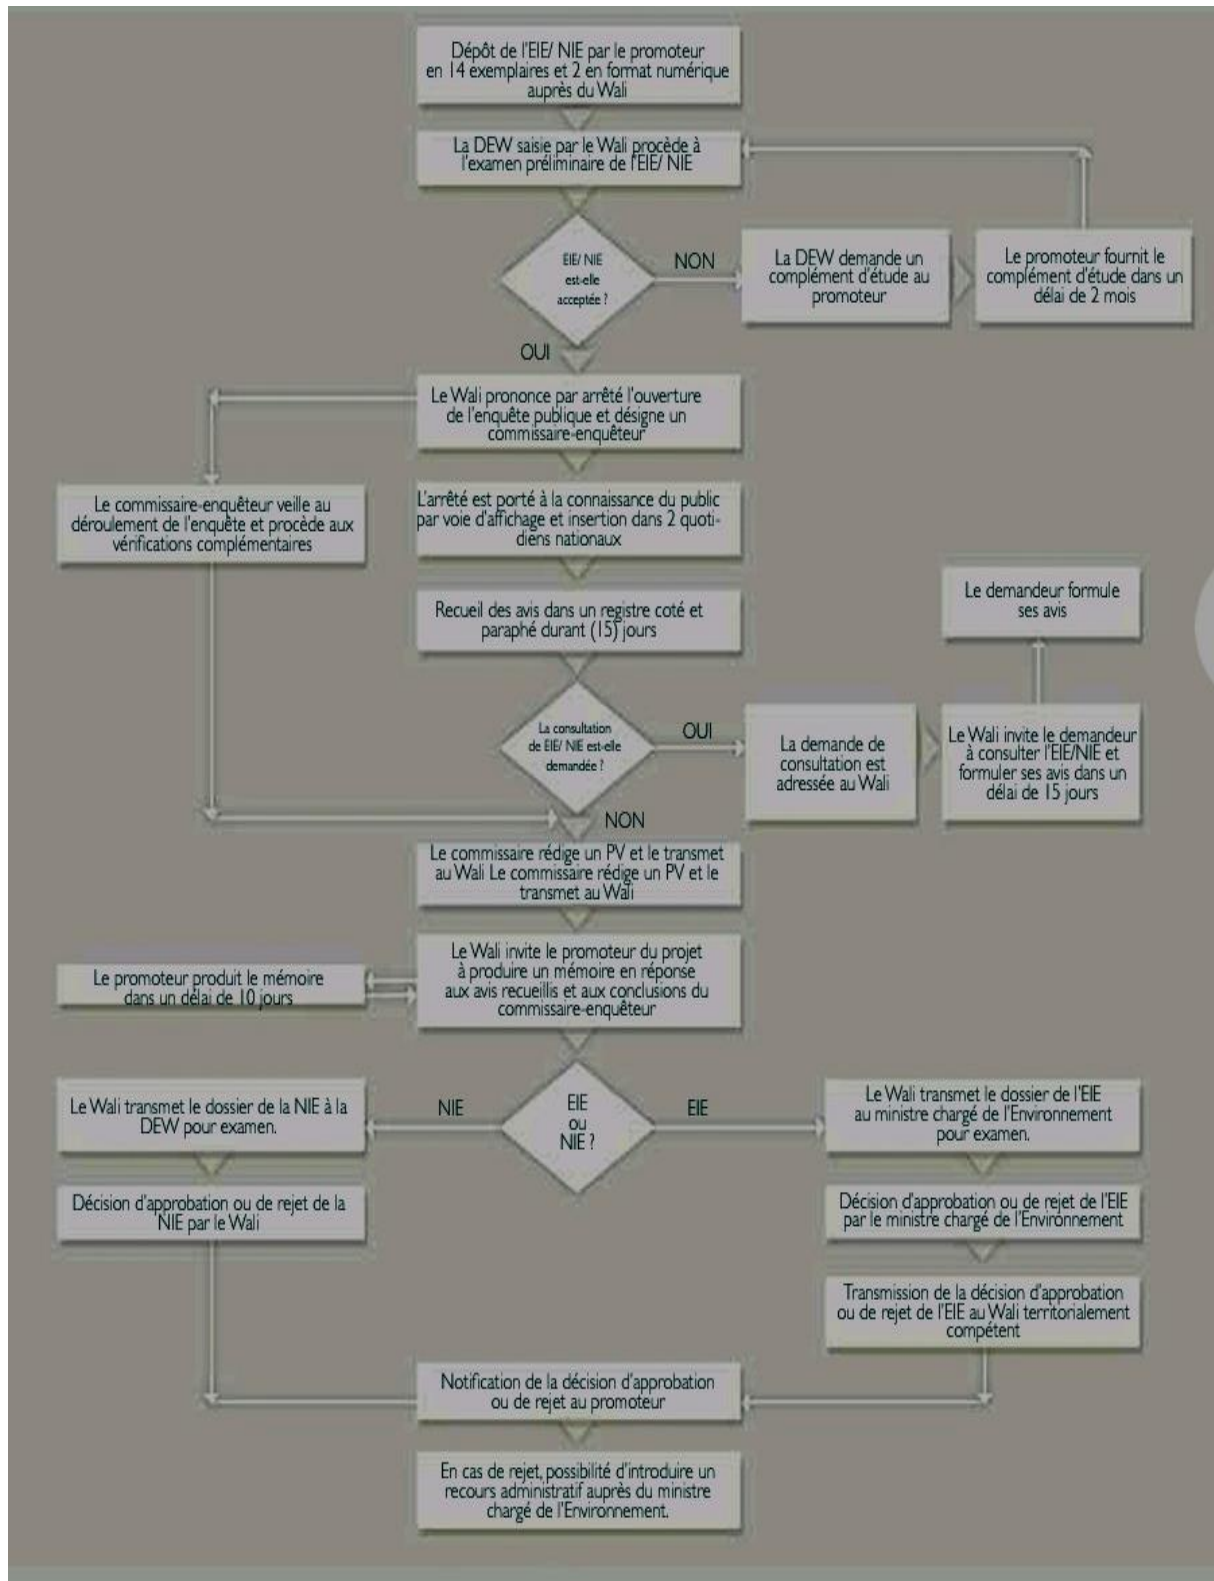 Dépôt de l'EIE/ NIE par le promoteur
en 14 exemplaires et 2 en format numérique
auprès du Wali
La DEW saisie par le Wali procède à
l'examen préliminaire de l'EIE/ NIE
EIE/ NIE
est-elle
acceptée ?
NON
La DEW demande un
complément d'étude au
promoteur
Le promoteur fournit le
complément d'étude dans un
délai de 2 mois
OUI
Le Wali prononce par arrêté l'ouverture
de l'enquête publique et désigne un
commissaire-enquêteur
Le commissaire-enquêteur veille au
déroulement de l'enquête et procède aux
vérifications complémentaires
L'arrêté est porté à la connaissance du public
par voie d'affichage et insertion dans 2 quoti-
diens nationaux
Recueil des avis dans un registre coté et
paraphé durant (15) jours
Le demandeur formule
ses avis
La consultation
de EIE/ NIE est-elle
demandée ?
OUI
La demande de
consultation est
adressée au Wali
Le Wali invite le demandeur
à consulter l'EIE/NIE et
formuler ses avis dans un
délai de 15 jours
NON
Le commissaire rédige un PV et le transmet
au Wali Le commissaire rédige un PV et le
transmet au Wali
Le Wali invite le promoteur du projet
à produire un mémoire en réponse
aux avis recueillis et aux conclusions du
commissaire-enquêteur
Le promoteur produit le mémoire
dans un délai de 10 jours
EIE
ou
NIE ?
NIE
EIE
Le Wali transmet le dossier de la NIE à la
DEW pour examen.
Le Wali transmet le dossier de l'EIE
au ministre chargé de l'Environnement
pour examen.
Décision d'approbation ou de rejet de la
NIE par le Wali
Décision d'approbation ou de rejet de l'EIE
par le ministre chargé de l'Environnement
Transmission de la décision d'approbation
ou de rejet de l'EIE au Wali territorialement
compétent
Notification de la décision d'approbation
ou de rejet au promoteur
En cas de rejet, possibilité d'introduire un
recours administratif auprès du ministre
chargé de l'Environnement.